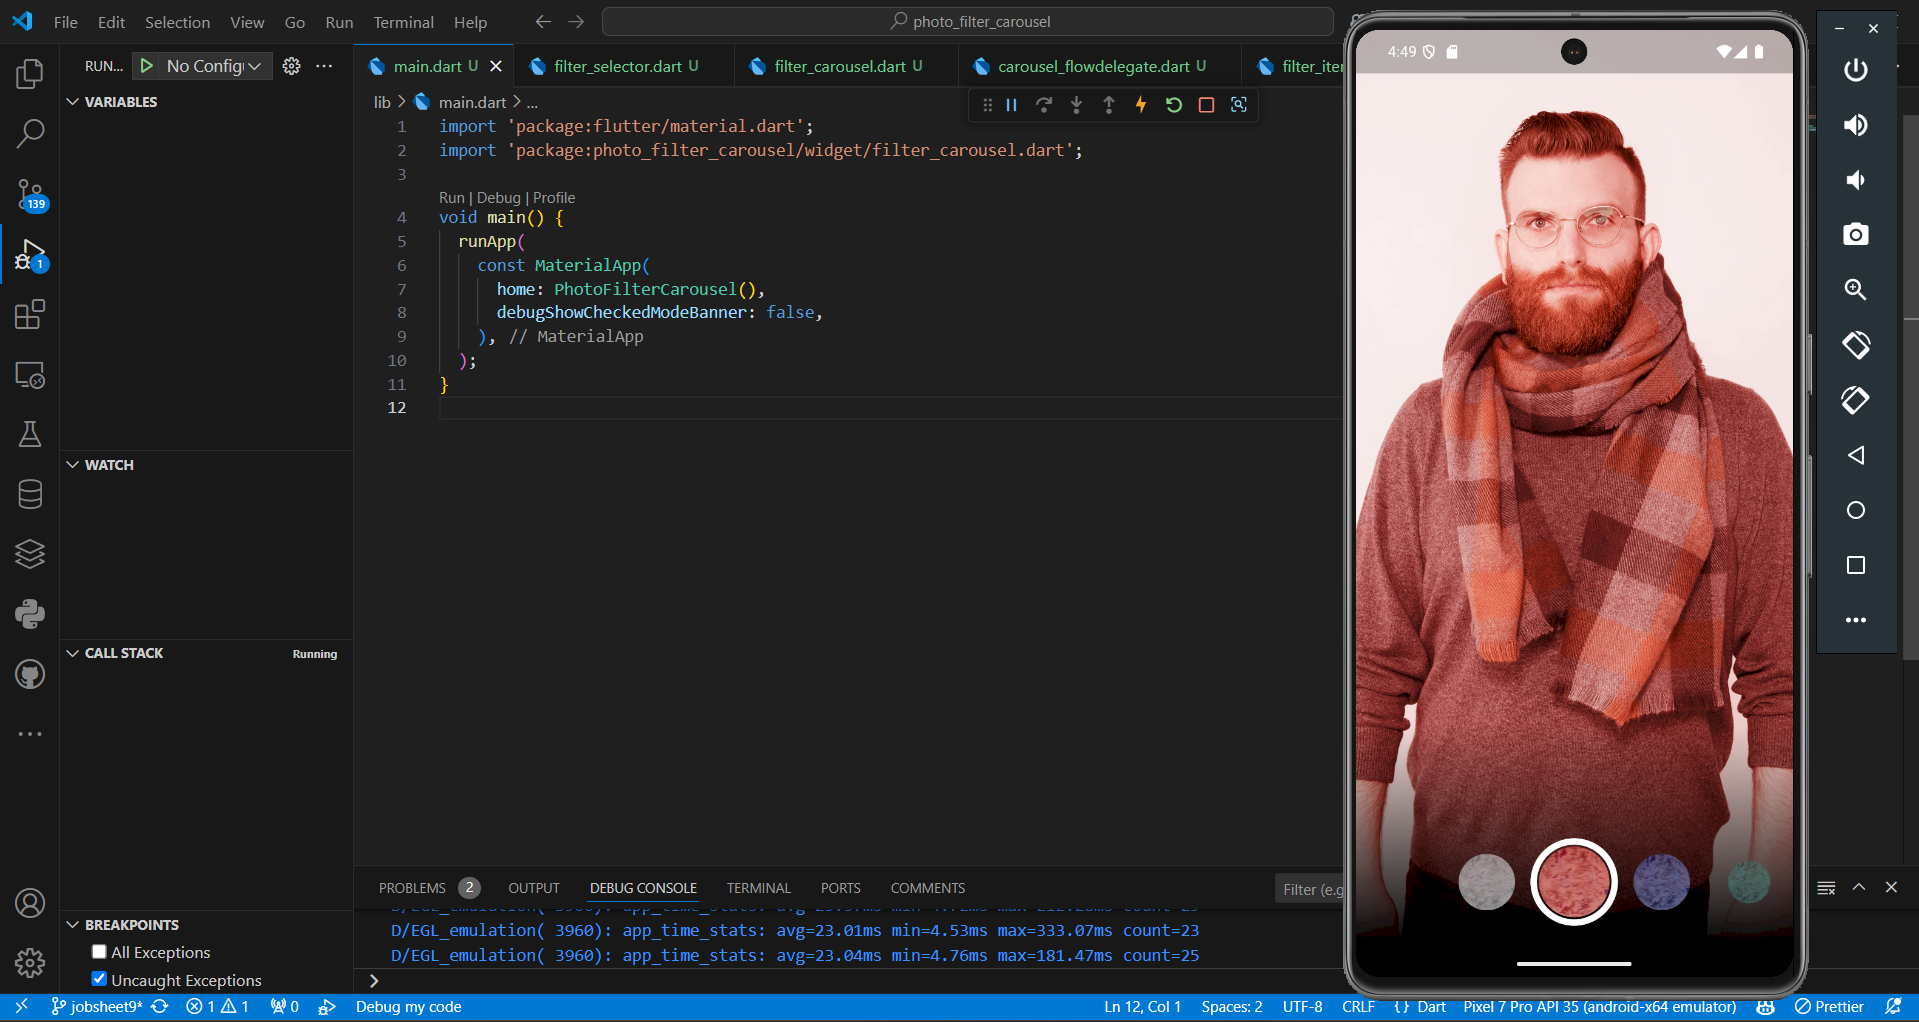 File Edit Selection View Go Run Terminal Help
photo_filter_carousel
RUN... No Config
main.dart U
filter_selector.dart U
filter_carousel.dart U
carousel_flowdelegate.dart U
lib > main.dart > ...
VARIABLES
1 import 'package:flutter/material.dart';
2 import 'package:photo_filter_carousel/widget/filter_carousel.dart';
3
Run | Debug | Profile
4 void main() {
5 runApp(
6 const MaterialApp(
7 home: PhotoFilterCarousel(),
8 debugShowCheckedModeBanner: false,
9 ), // MaterialApp
10 );
11 }
12
139
1
WATCH
CALL STACK
Running
BREAKPOINTS
All Exceptions
Uncaught Exceptions
PROBLEMS 2 OUTPUT DEBUG CONSOLE TERMINAL PORTS COMMENTS
Filter (e.g
D/EGL_emulation( 3960): app_time_stats: avg=23.01ms min=4.53ms max=333.07ms count=23
D/EGL_emulation( 3960): app_time_stats: avg=23.04ms min=4.76ms max=181.47ms count=25
>
4:49
jobsheet9* 1 1 0 Debug my code
Ln 12, Col 1 Spaces: 2 UTF-8 CRLF {} Dart Pixel 7 Pro API 35 (android-x64 emulator) Prettier